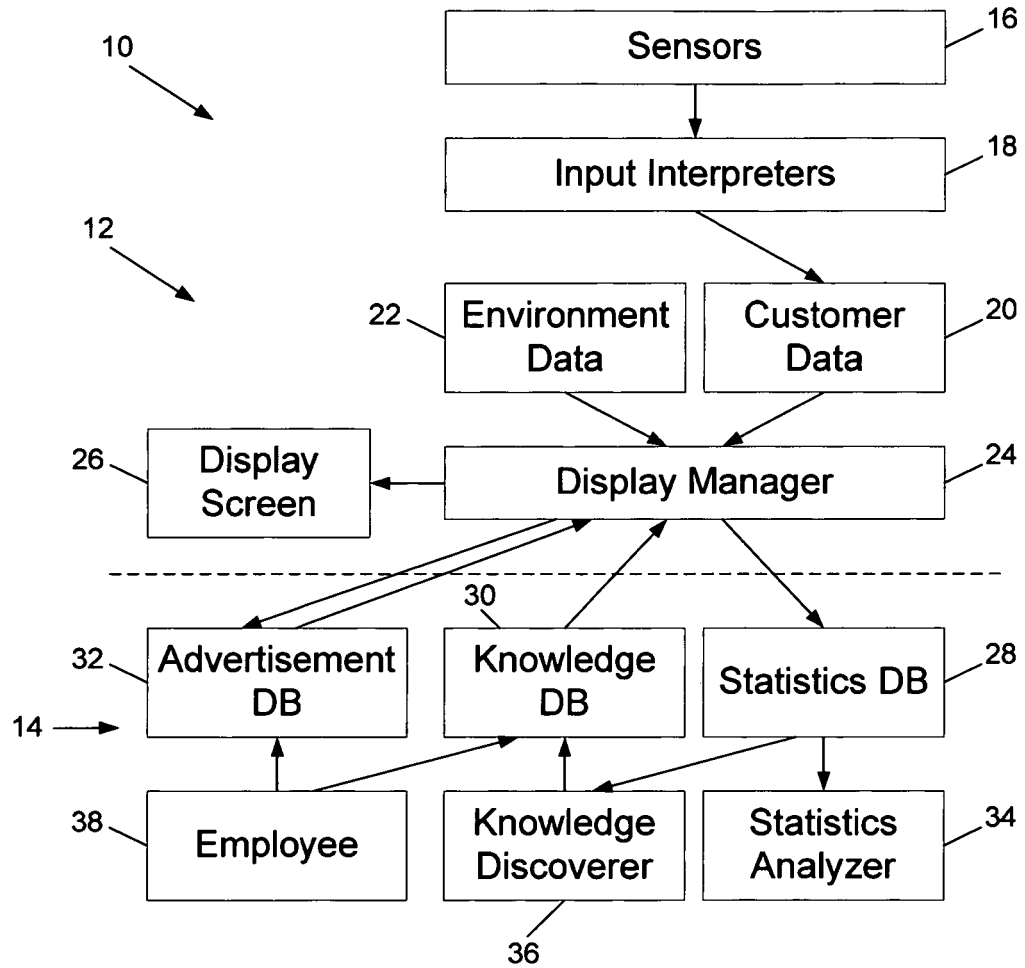 16
10
Sensors
18
Input Interpreters
12
22
Environment
Data
Customer
Data
20
26
Display
Screen
Display Manager
24
30
32
Advertisement
DB
Knowledge
DB
Statistics DB
28
14
38
Employee
Knowledge
Discoverer
Statistics
Analyzer
34
36